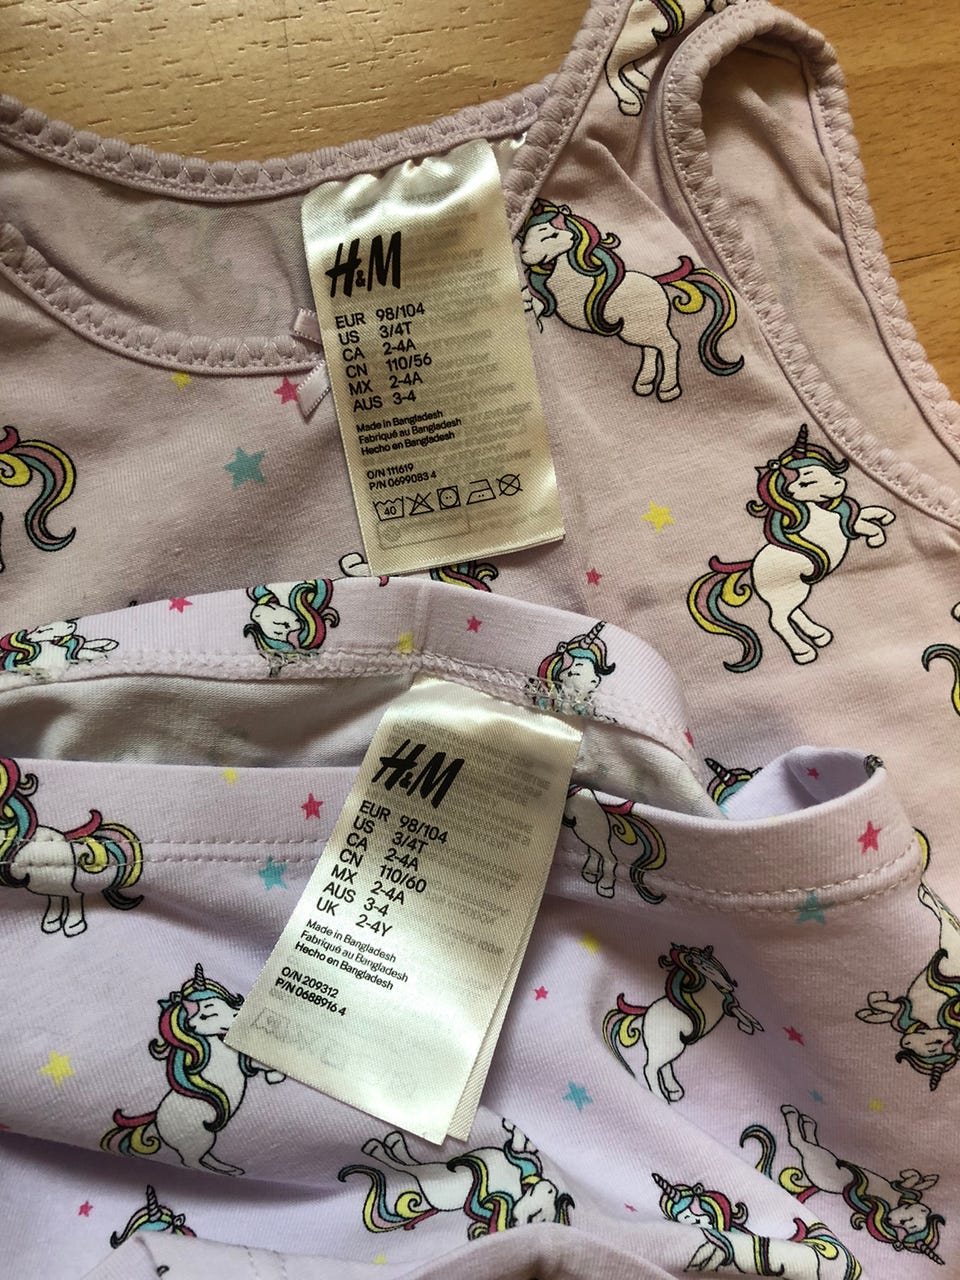 H&M
EUR 98/104
US 3/4T
CA 2-4A
CN 110/56
MX 2-4A
AUS 3-4
Made in Bangladesh
Fabriqué au Bangladesh
Hecho en Bangladesh
O/N 111619
P/N 0699083 4
40
H&M
EUR 98/104
US 3/4T
CA 2-4A
CN 110/60
MX 2-4A
AUS 3-4
UK 2-4Y
Made in Bangladesh
Fabriqué au Bangladesh
Hecho en Bangladesh
O/N 209312
P/N 0688916 4